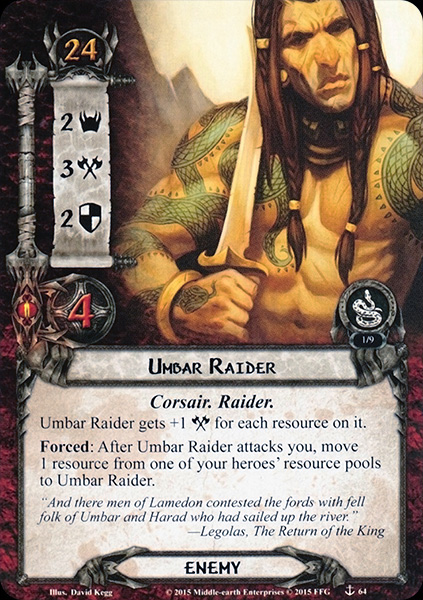 24
2
3
2
4
1/9
Umbar Raider
Corsair. Raider.
Umbar Raider gets +1 for each resource on it.
Forced: After Umbar Raider attacks you, move
1 resource from one of your heroes' resource pools
to Umbar Raider.
“And there men of Lamedon contested the fords with fell
folk of Umbar and Harad who had sailed up the river.”
—Legolas, The Return of the King
ENEMY
Illus. David Kegg © 2015 Middle-earth Enterprises © 2015 FFG 64